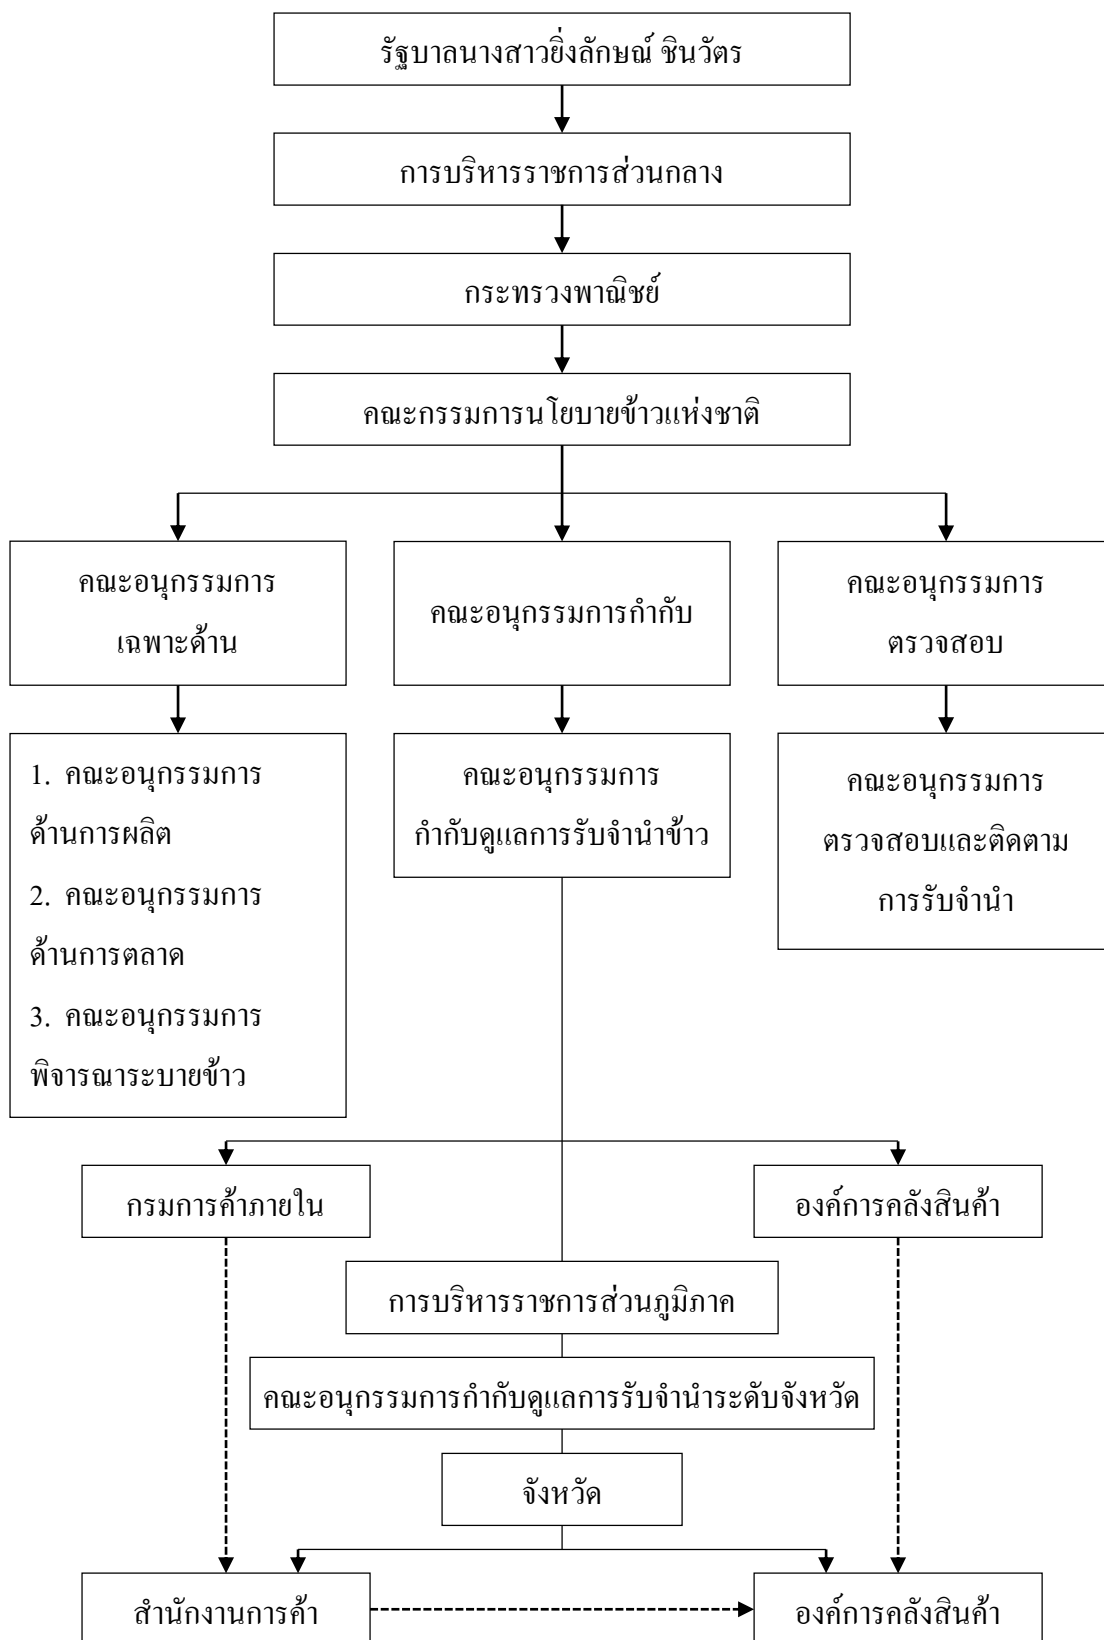 รัฐบาลนางสาวยิ่งลักษณ์ ชินวัตร
การบริหารราชการส่วนกลาง
กระทรวงพาณิชย์
คณะกรรมการนโยบายข้าวแห่งชาติ
คณะอนุกรรมการ
เฉพาะด้าน
คณะอนุกรรมการกำกับ
คณะอนุกรรมการ
ตรวจสอบ
1. คณะอนุกรรมการ
ด้านการผลิต
2. คณะอนุกรรมการ
ด้านการตลาด
3. คณะอนุกรรมการ
พิจารณาระบายข้าว
คณะอนุกรรมการ
กำกับดูแลการรับจำนำข้าว
คณะอนุกรรมการ
ตรวจสอบและติดตาม
การรับจำนำ
กรมการค้าภายใน
องค์การคลังสินค้า
การบริหารราชการส่วนภูมิภาค
คณะอนุกรรมการกำกับดูแลการรับจำนำระดับจังหวัด
จังหวัด
สำนักงานการค้า
องค์การคลังสินค้า